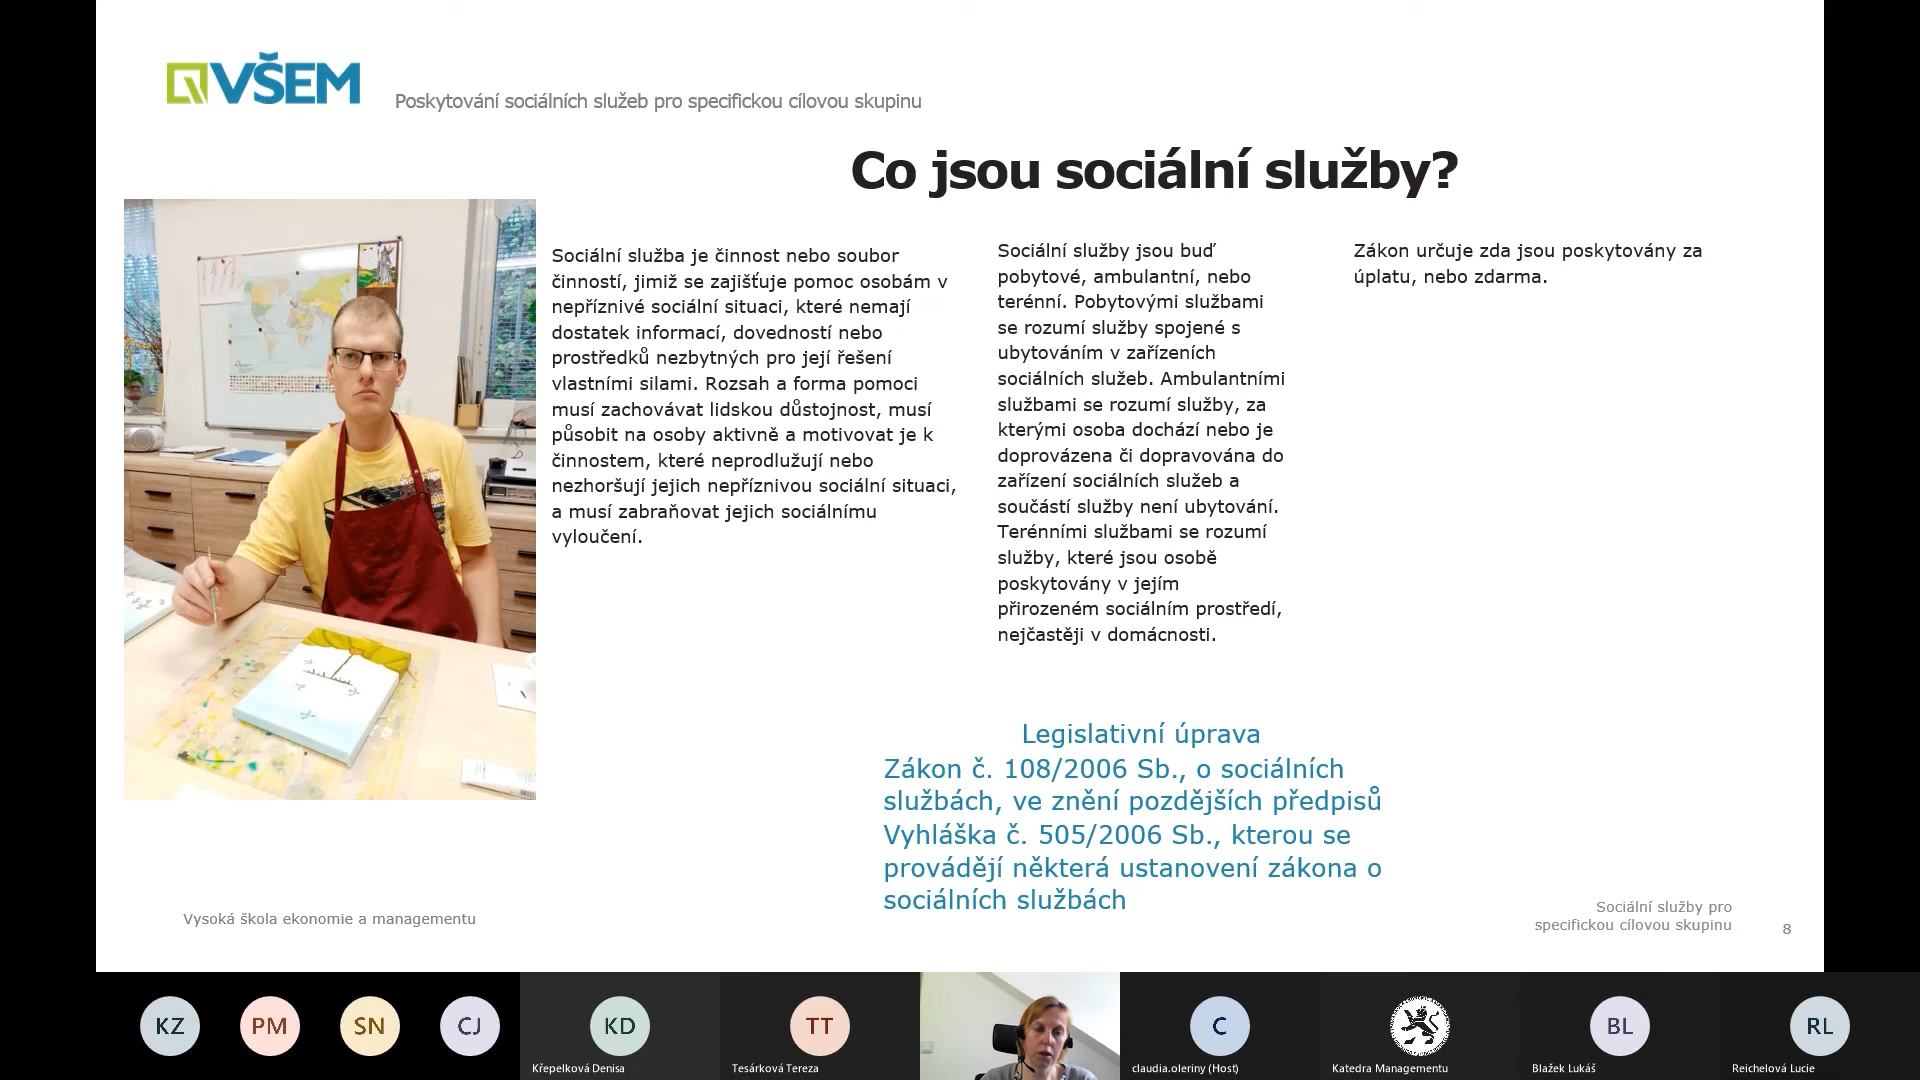 VŠEM
Poskytování sociálních služeb pro specifickou cílovou skupinu
Co jsou sociální služby?
Sociální služba je činnost nebo soubor
činností, jimiž se zajišťuje pomoc osobám v
nepříznivé sociální situaci, které nemají
dostatek informací, dovedností nebo
prostředků nezbytných pro její řešení
vlastními silami. Rozsah a forma pomoci
musí zachovávat lidskou důstojnost, musí
působit na osoby aktivně a motivovat je k
činnostem, které neprodlužují nebo
nezhoršují jejich nepříznivou sociální situaci,
a musí zabraňovat jejich sociálnímu
vyloučení.
Sociální služby jsou buď
pobytové, ambulantní, nebo
terénní. Pobytovými službami
se rozumí služby spojené s
ubytováním v zařízeních
sociálních služeb. Ambulantními
službami se rozumí služby, za
kterými osoba dochází nebo je
doprovázena či dopravována do
zařízení sociálních služeb a
součástí služby není ubytování.
Terénními službami se rozumí
služby, které jsou osobě
poskytovány v jejím
přirozeném sociálním prostředí,
nejčastěji v domácnosti.
Zákon určuje zda jsou poskytovány za
úplatu, nebo zdarma.
Legislativní úprava
Zákon č. 108/2006 Sb., o sociálních
službách, ve znění pozdějších předpisů
Vyhláška č. 505/2006 Sb., kterou se
provádějí některá ustanovení zákona o
sociálních službách
Vysoká škola ekonomie a managementu
Sociální služby pro
specifickou cílovou skupinu
8
KZ
PM
SN
CJ
KD
Křepelková Denisa
TT
Tesárková Tereza
C
claudia.oleriny (Host)
Katedra Managementu
BL
Blažek Lukáš
RL
Reichelová Lucie